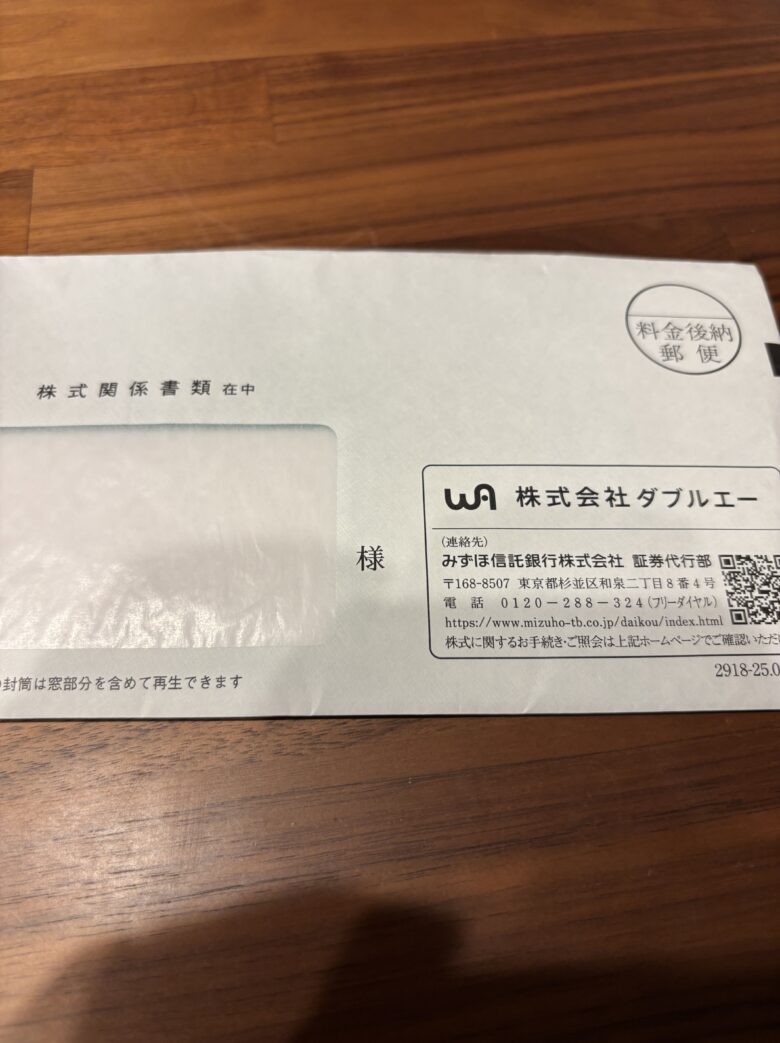 料金後納
郵便
株式関係書類在中
様
WA 株式会社ダブルエー
(連絡先)
みずほ信託銀行株式会社 証券代行部
〒168-8507 東京都杉並区和泉二丁目8番4号
電話 0120-288-324(フリーダイヤル)
https://www.mizuho-tb.co.jp/daikou/index.html
株式に関するお手続き・ご照会は上記ホームページでご確認いただけ
2918-25.0
封筒は窓部分を含めて再生できます